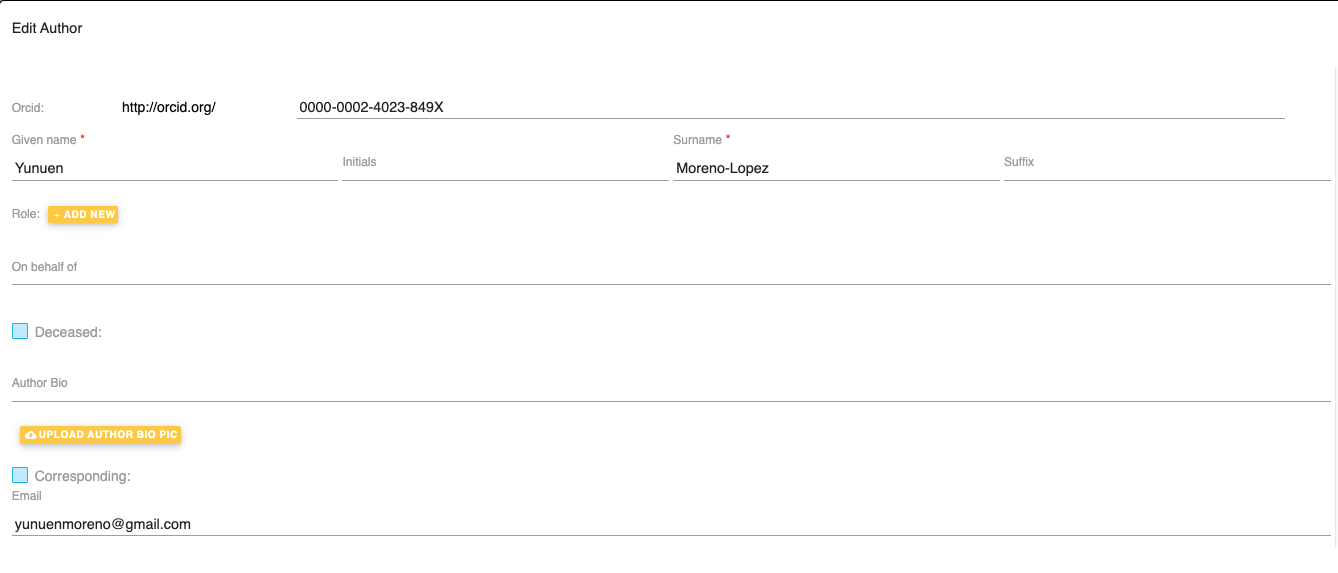 Edit Author
Orcid: http://orcid.org/ 0000-0002-4023-849X
Given name * Surname *
Yunuen Initials Moreno-Lopez Suffix
Role: + ADD NEW
On behalf of
Deceased:
Author Bio
UPLOAD AUTHOR BIO PIC
Corresponding:
Email
yunuenmoreno@gmail.com